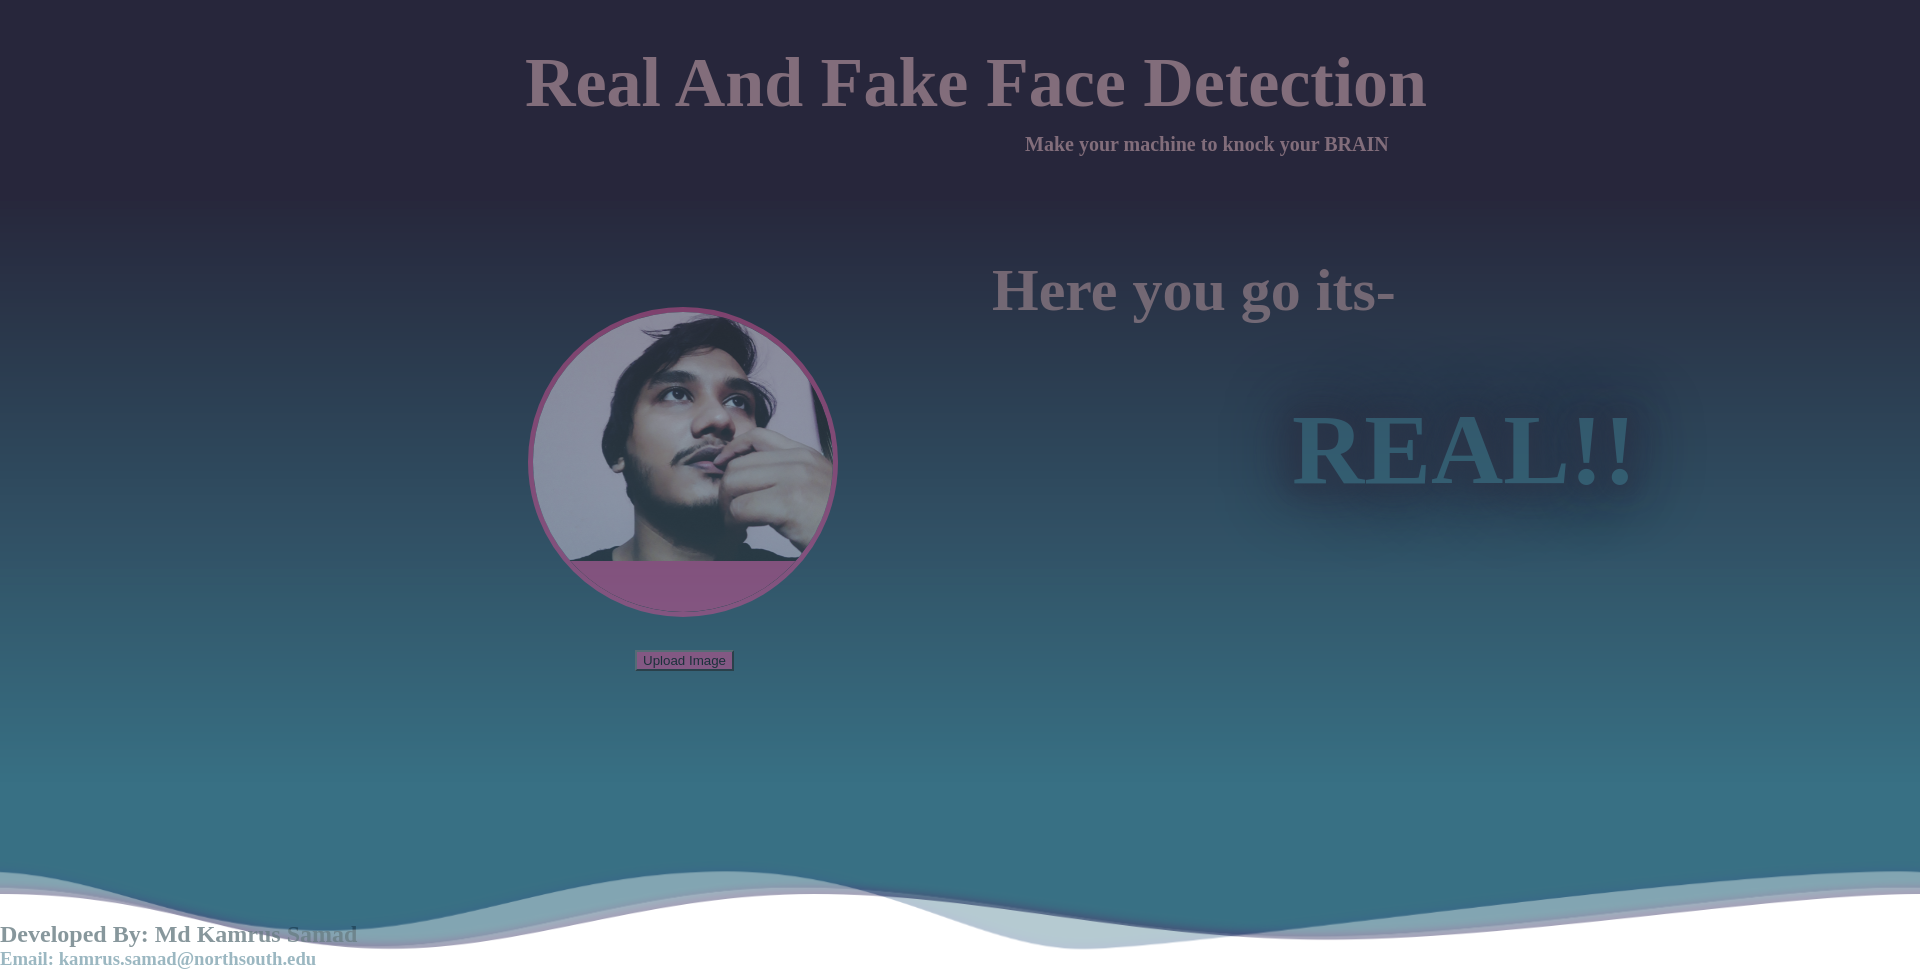 Real And Fake Face Detection
Make your machine to knock your BRAIN
Here you go its-
REAL!!
Upload Image
Developed By: Md Kamrus Samad
Email: kamrus.samad@northsouth.edu